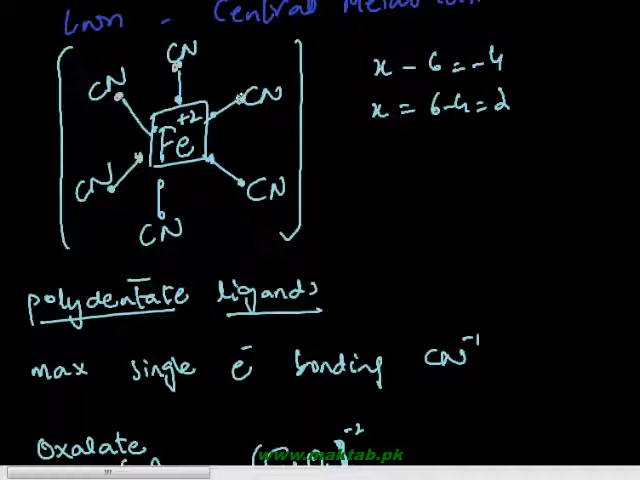 Iron - Central Metal
CN
CN
CN
Fe+2
CN
CN
CN
x - 6 = -4
x = 6-4 = 2
polydentate ligands
max single e- bonding CN-1
Oxalate
-2
www.maktab.pk